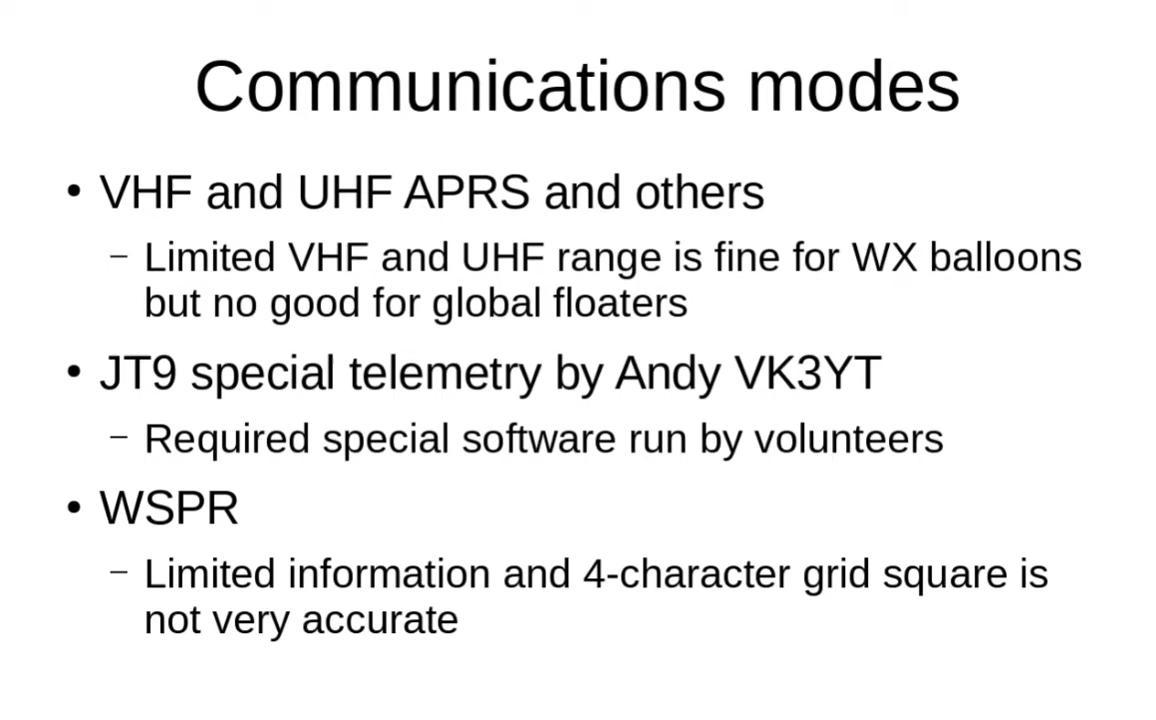 Communications modes
• VHF and UHF APRS and others
– Limited VHF and UHF range is fine for WX balloons
but no good for global floaters
• JT9 special telemetry by Andy VK3YT
– Required special software run by volunteers
• WSPR
– Limited information and 4-character grid square is
not very accurate